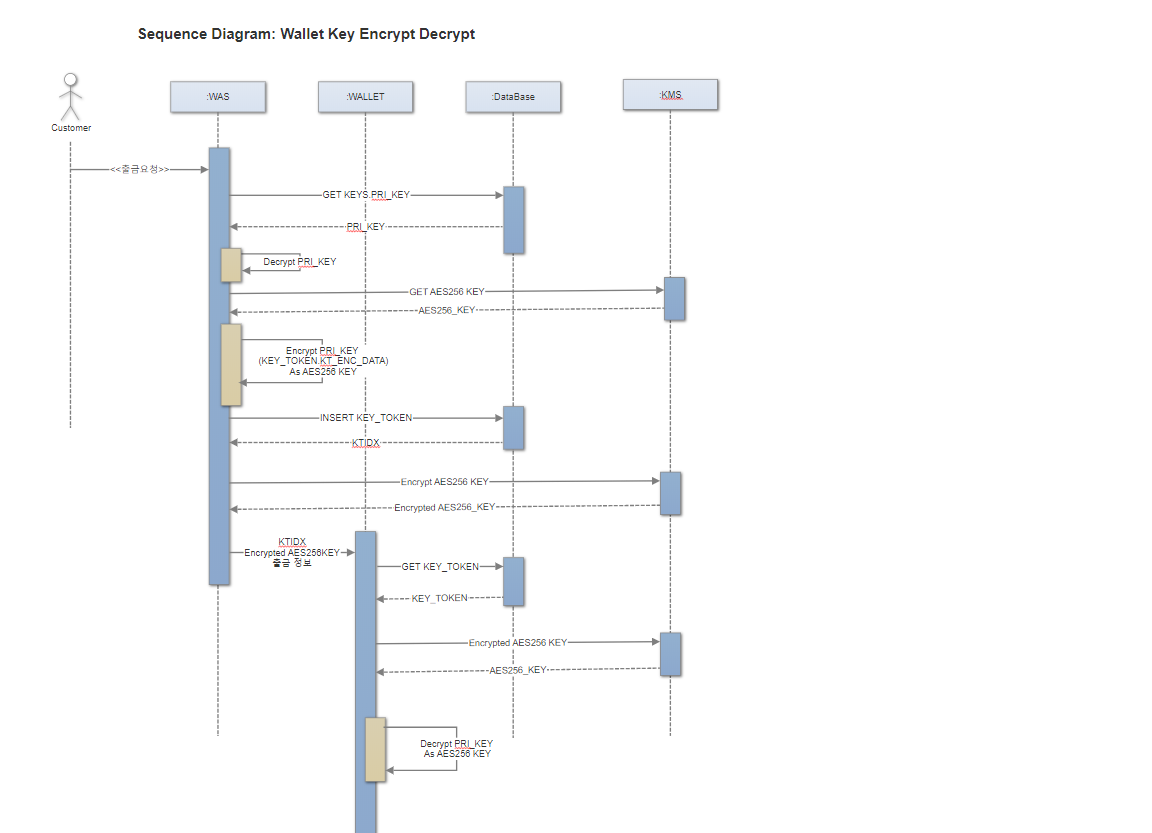 Sequence Diagram: Wallet Key Encrypt Decrypt
:WAS
:WALLET
:DataBase
:KMS
Customer
<<출금요청>>
GET KEYS.PRI_KEY
PRI_KEY
Decrypt PRI_KEY
GET AES256 KEY
AES256_KEY
Encrypt PRI_KEY
(KEY_TOKEN.KT_ENC_DATA)
As AES256 KEY
INSERT KEY_TOKEN
KTIDX
Encrypt AES256 KEY
Encrypted AES256_KEY
KTIDX
Encrypted AES256KEY
출금 정보
GET KEY_TOKEN
KEY_TOKEN
Encrypted AES256 KEY
AES256_KEY
Decrypt PRI_KEY
As AES256 KEY